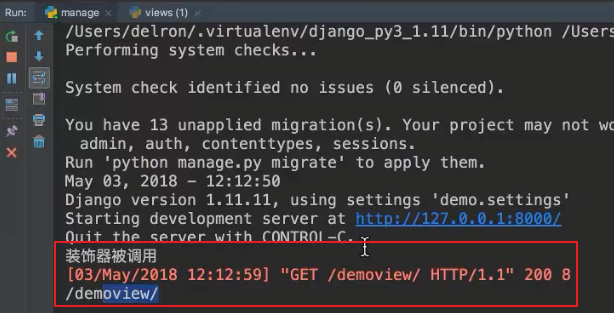 Run: manage × views (1) ×
/Users/delron/.virtualenv/django_py3_1.11/bin/python /Users
Performing system checks...
System check identified no issues (0 silenced).
You have 13 unapplied migration(s). Your project may not wo
admin, auth, contenttypes, sessions.
Run 'python manage.py migrate' to apply them.
May 03, 2018 - 12:12:50
Django version 1.11.11, using settings 'demo.settings'
Starting development server at http://127.0.0.1:8000/
Quit the server with CONTROL-C.
装饰器被调用
[03/May/2018 12:12:59] "GET /demoview/ HTTP/1.1" 200 8
/demoview/